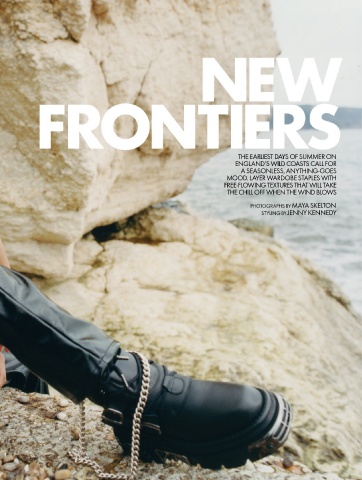 NEW
FRONTIERS
THE EARLIEST DAYS OF SUMMER ON
ENGLAND'S WILD COASTS CALL FOR
A SEASONLESS, ANYTHING-GOES
MOOD. LAYER WARDOBE STAPLES WITH
FREE-FLOWING TEXTURES THAT WILL TAKE
THE CHILL OFF WHEN THE WIND BLOWS
PHOTOGRAPHS BY MAYA SKELTON
STYLING BY JENNY KENNEDY